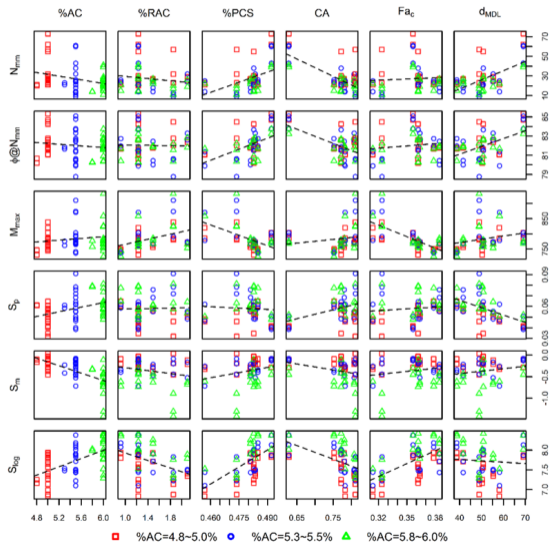 %AC %RAC %PCS CA Fac dMDL
Nmm
10 30 50 70
ϕ@Nmm
79 81 83 85
Mmax
750 850
Sp
0.03 0.06 0.09
Sm
-1.0 -0.5 0.0
Slog
7.0 7.5 8.0
4.8 5.2 5.6 6.0 1.0 1.4 1.8 0.460 0.475 0.490 0.65 0.75 0.32 0.35 0.38 40 50 60 70
%AC=4.8~5.0% %AC=5.3~5.5% %AC=5.8~6.0%